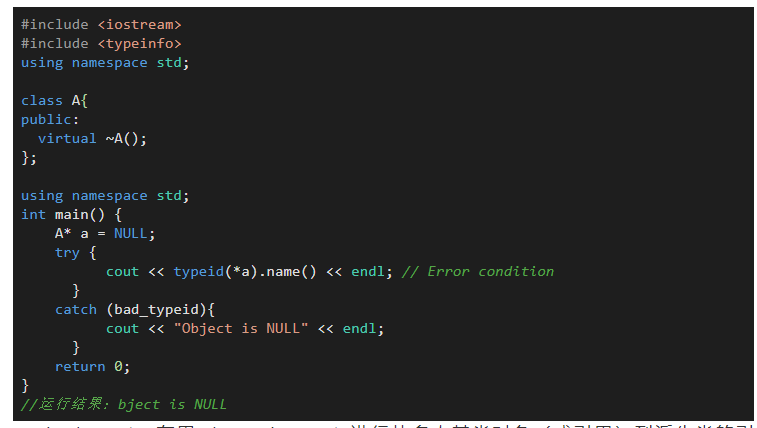 #include <iostream>
#include <typeinfo>
using namespace std;
class A{
public:
  virtual ~A();
};
using namespace std;
int main() {
    A* a = NULL;
    try {
          cout << typeid(*a).name() << endl; // Error condition
      }
    catch (bad_typeid){
          cout << "Object is NULL" << endl;
      }
    return 0;
}
//运行结果：bject is NULL